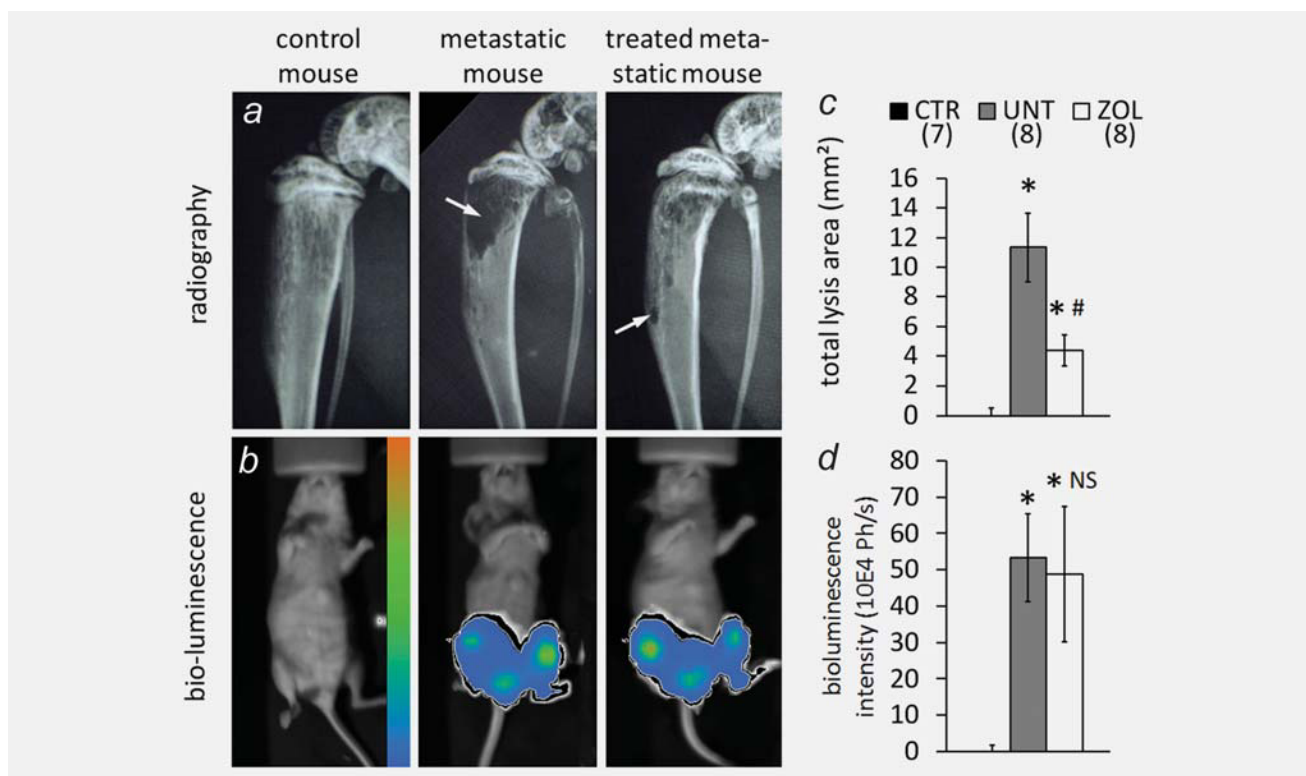 control
mouse
metastatic
mouse
treated meta-
static mouse
radiography
a
bio-luminescence
b
c
CTR
(7)
UNT
(8)
ZOL
(8)
total lysis area (mm²)
16
14
12
10
8
6
4
2
0
*
* #
d
bioluminescence
intensity (10E4 Ph/s)
80
70
60
50
40
30
20
10
0
*
* NS